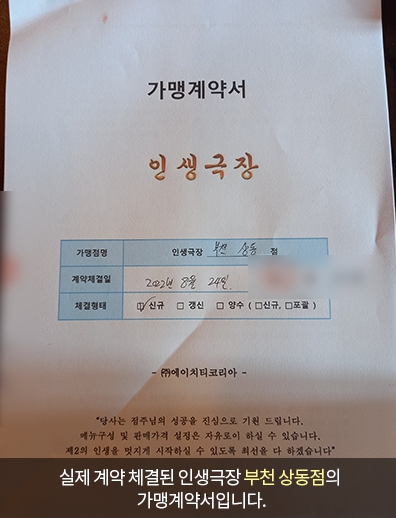 가맹계약서
인생극장
가맹점명 인생극장 부천 상동 점
계약체결일 2022년 8월 24일.
체결형태 ☑신규 □ 갱신 □ 양수 ( □신규, □포괄 )
- ㈜에이치티코리아 -
"당사는 점주님의 성공을 진심으로 기원 드립니다.
메뉴구성 및 판매가격 설정은 자유로이 하실 수 있습니다.
제2의 인생을 멋지게 시작하실 수 있도록 최선을 다 하겠습니다"
실제 계약 체결된 인생극장 부천 상동점의
가맹계약서입니다.